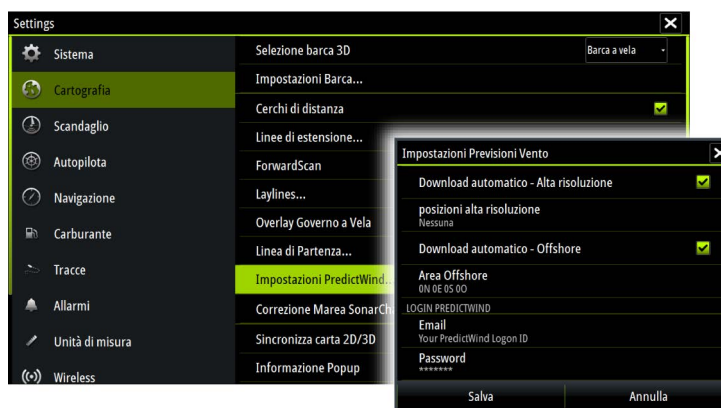 Settings
Sistema
Cartografia
Scandaglio
Autopilota
Navigazione
Carburante
Tracce
Allarmi
Unità di misura
Wireless
Selezione barca 3D
Barca a vela
Impostazioni Barca...
Cerchi di distanza
Linee di estensione...
ForwardScan
Laylines...
Overlay Governo a Vela
Linea di Partenza...
Impostazioni PredictWind...
Correzione Marea SonarCh
Sincronizza carta 2D/3D
Informazione Popup
Impostazioni Previsioni Vento
Download automatico - Alta risoluzione
posizioni alta risoluzione
Nessuna
Download automatico - Offshore
Area Offshore
0N 0E 0S 0O
LOGIN PREDICTWIND
Email
Your PredictWind Logon ID
Password
*******
Salva
Annulla